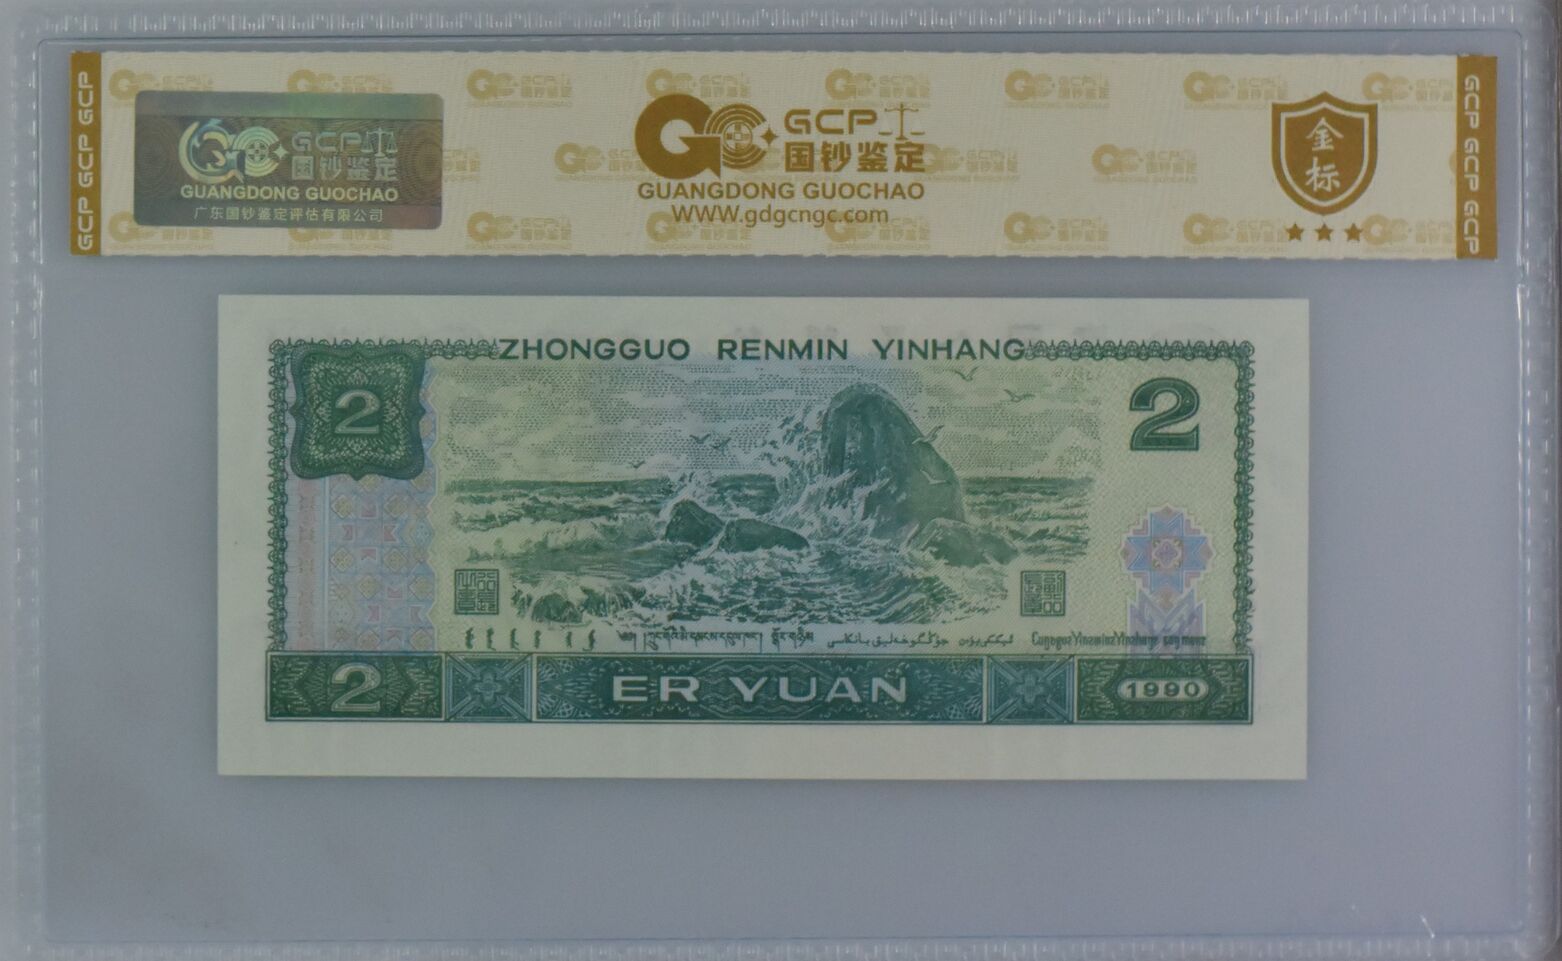 GCP GCP GCP
GCP 国钞鉴定
GUANGDONG GUOCHAO
广东国钞鉴定评估有限公司
GCP
国钞鉴定
GUANGDONG GUOCHAO
WWW.gdgcngc.com
金标
GCP GCP GCP
ZHONGGUO RENMIN YINHANG
2
2
2
ER YUAN
1990